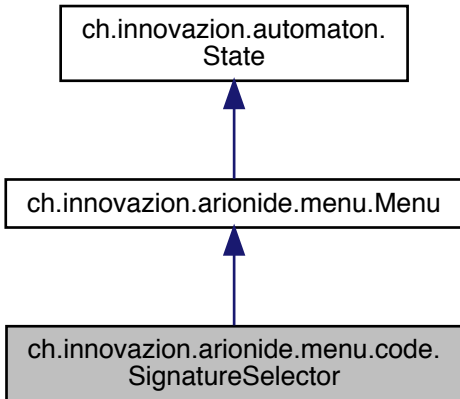 ch.innovazion.automaton.
State
ch.innovazion.arionide.menu.Menu
ch.innovazion.arionide.menu.code.
SignatureSelector